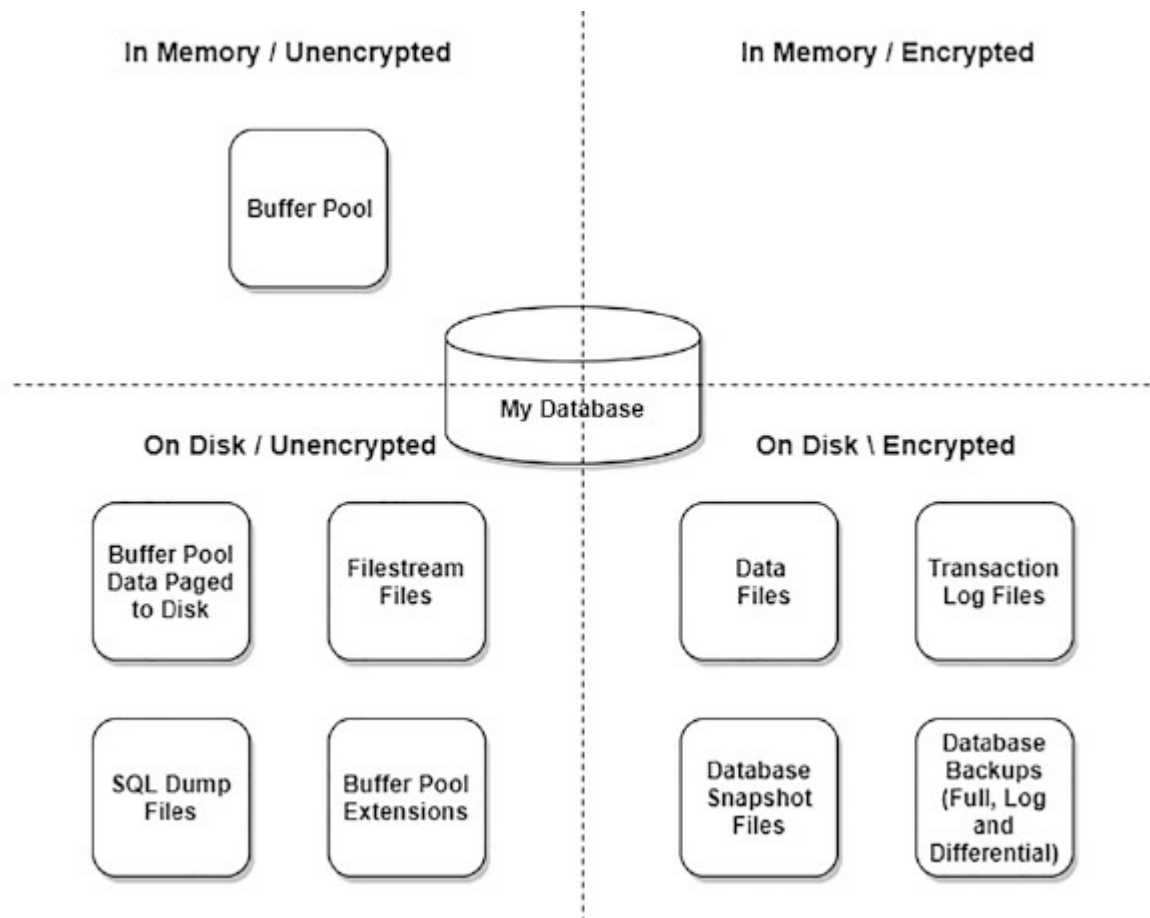 In Memory / Unencrypted
In Memory / Encrypted
Buffer Pool
My Database
On Disk / Unencrypted
On Disk \ Encrypted
Buffer Pool
Data Paged
to Disk
Filestream
Files
Data
Files
Transaction
Log Files
SQL Dump
Files
Buffer Pool
Extensions
Database
Snapshot
Files
Database
Backups
(Full, Log
and
Differential)